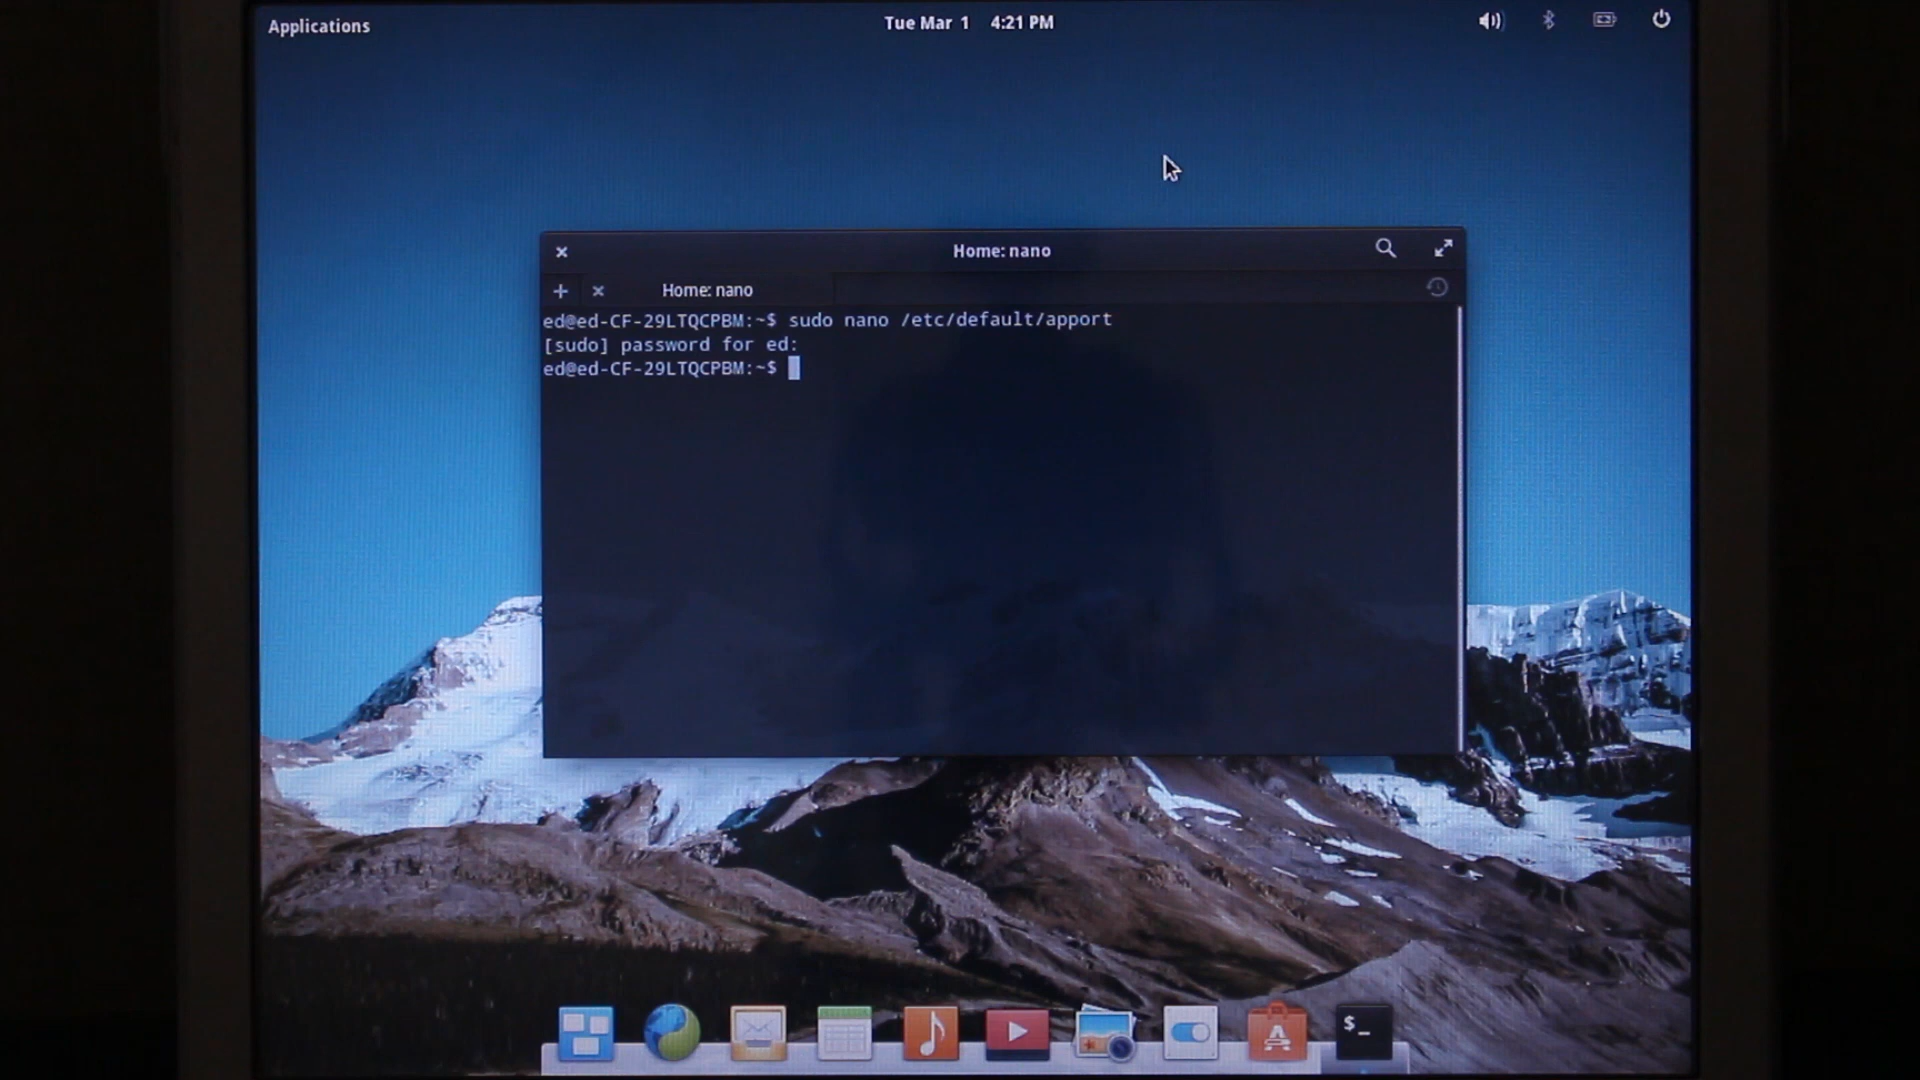 Applications
Tue Mar 1 4:21 PM
Home: nano
Home: nano
ed@ed-CF-29LTQCPBM:~$ sudo nano /etc/default/apport
[sudo] password for ed:
ed@ed-CF-29LTQCPBM:~$
$_